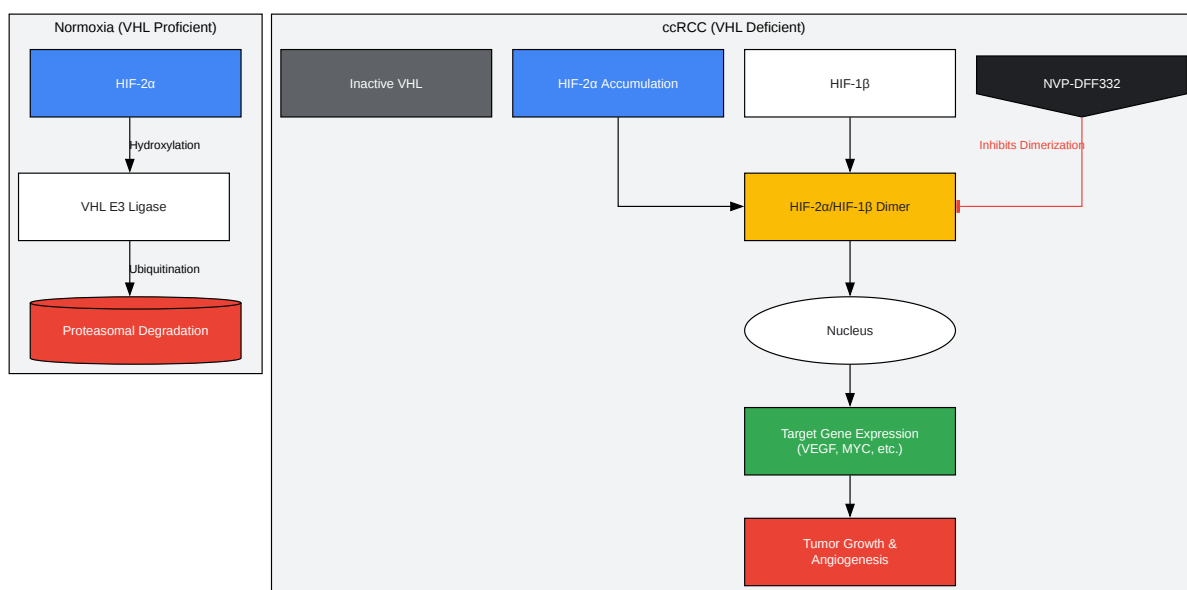 Normoxia (VHL Proficient)
HIF-2α
Hydroxylation
VHL E3 Ligase
Ubiquitination
Proteasomal Degradation
ccRCC (VHL Deficient)
Inactive VHL
HIF-2α Accumulation
HIF-1β
NVP-DFF332
Inhibits Dimerization
HIF-2α/HIF-1β Dimer
Nucleus
Target Gene Expression
(VEGF, MYC, etc.)
Tumor Growth &
Angiogenesis